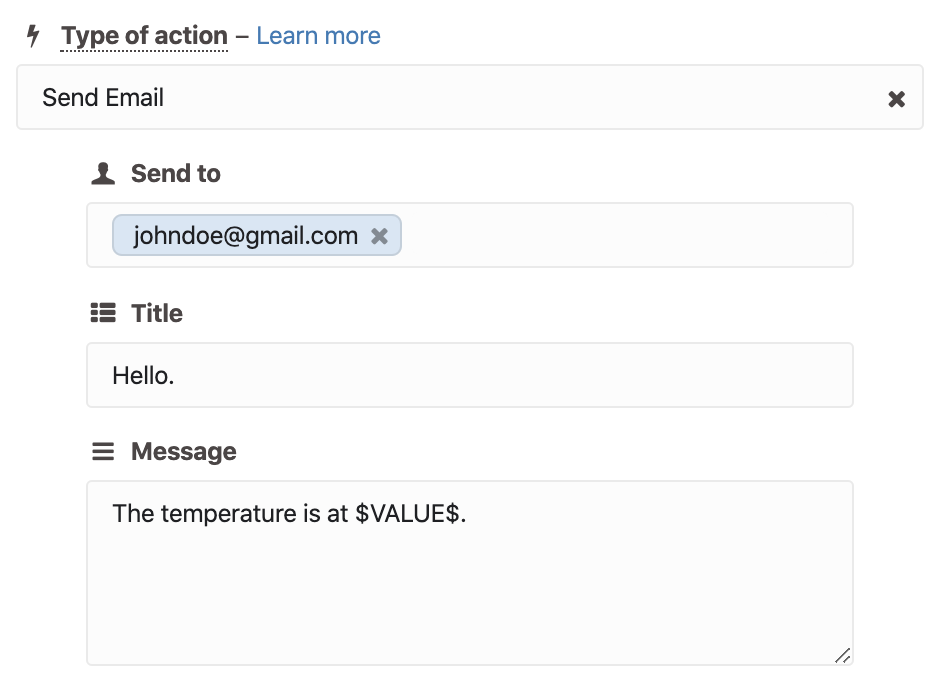 Type of action – Learn more
Send Email
Send to
johndoe@gmail.com
Title
Hello.
Message
The temperature is at $VALUE$.